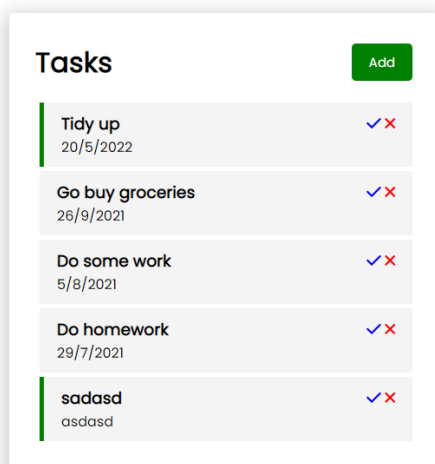 Tasks
Add
Tidy up
20/5/2022
Go buy groceries
26/9/2021
Do some work
5/8/2021
Do homework
29/7/2021
sadasd
asdasd